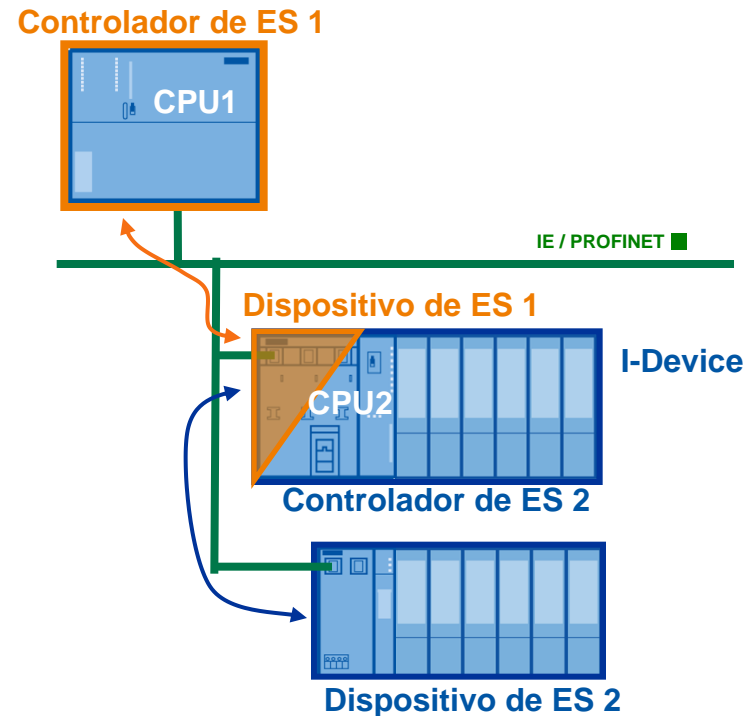 Controlador de ES 1
CPU1
IE / PROFINET
Dispositivo de ES 1
I-Device
CPU2
Controlador de ES 2
Dispositivo de ES 2